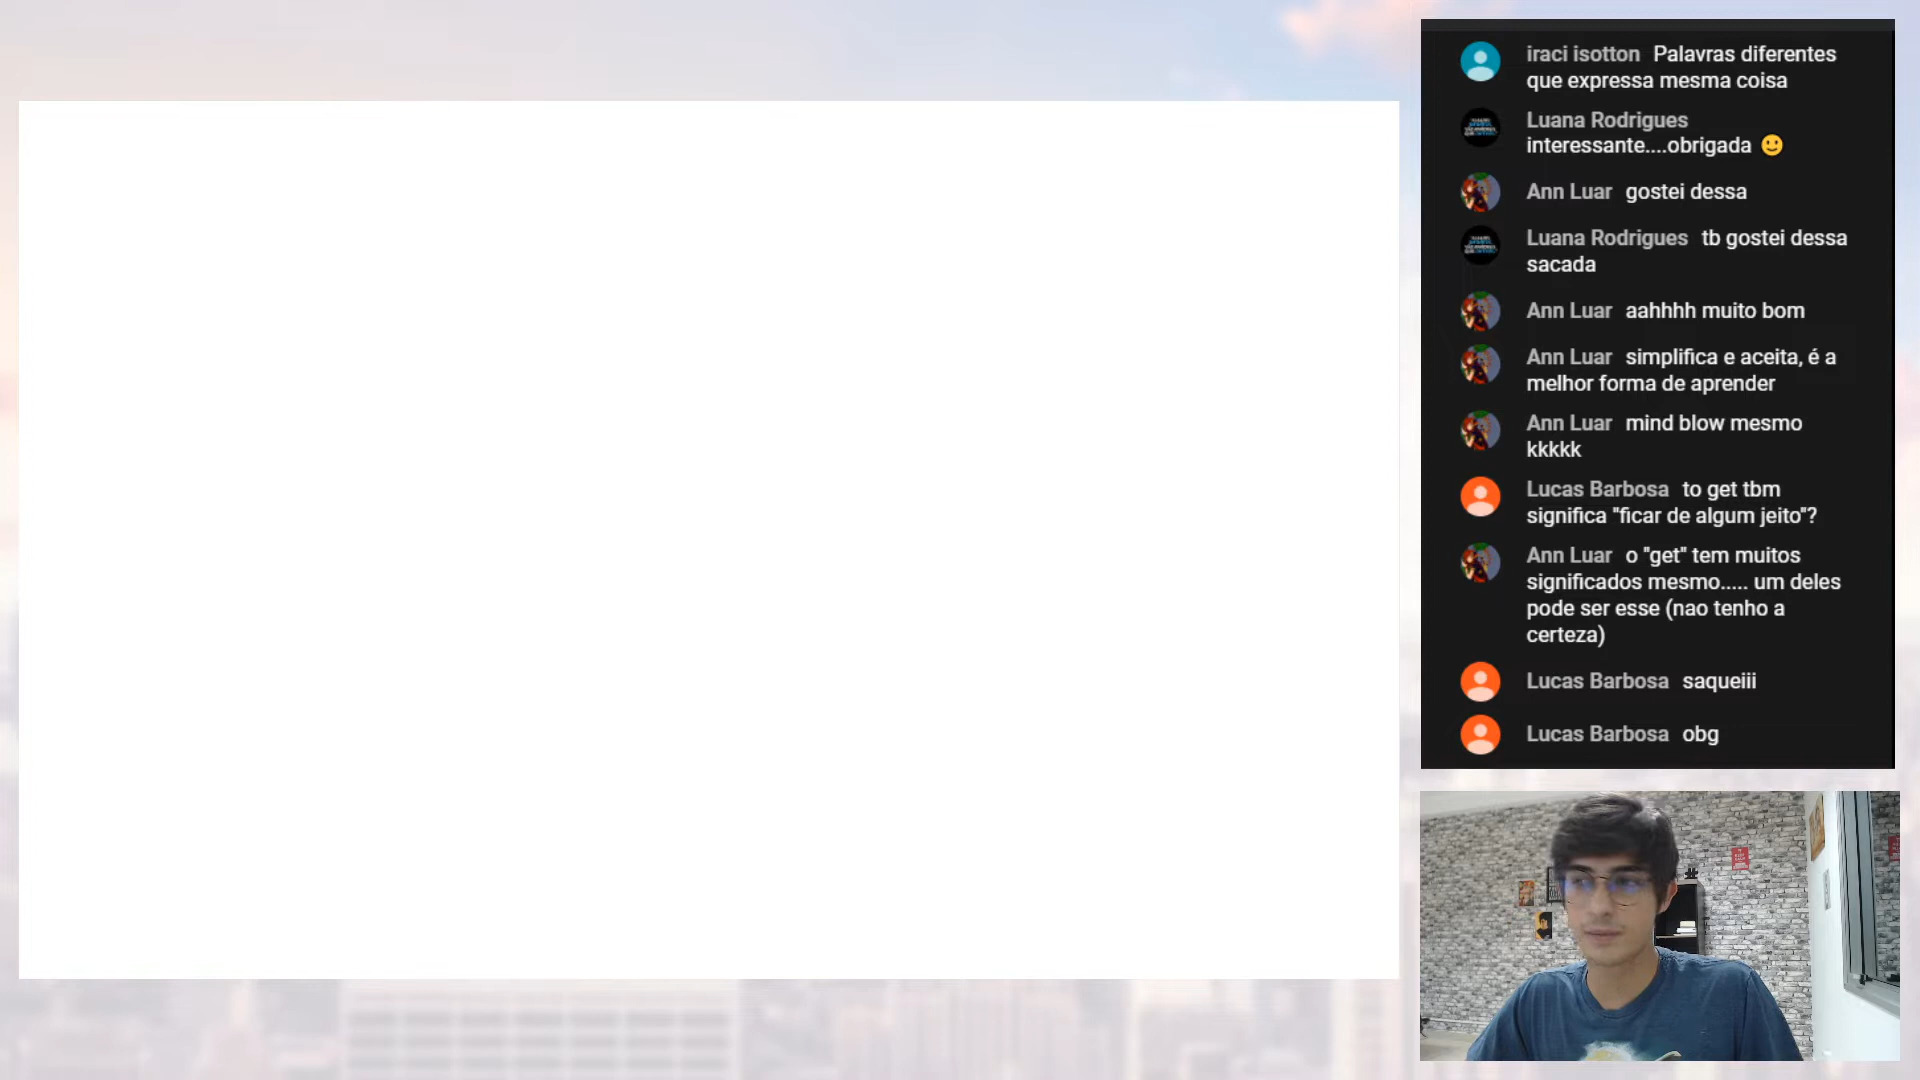 iraci isotton Palavras diferentes
que expressa mesma coisa
Luana Rodrigues
interessante....obrigada 🙂
Ann Luar gostei dessa
Luana Rodrigues tb gostei dessa
sacada
Ann Luar aahhhh muito bom
Ann Luar simplifica e aceita, é a
melhor forma de aprender
Ann Luar mind blow mesmo
kkkkk
Lucas Barbosa to get tbm
significa "ficar de algum jeito"?
Ann Luar o "get" tem muitos
significados mesmo..... um deles
pode ser esse (nao tenho a
certeza)
Lucas Barbosa saqueiii
Lucas Barbosa obg